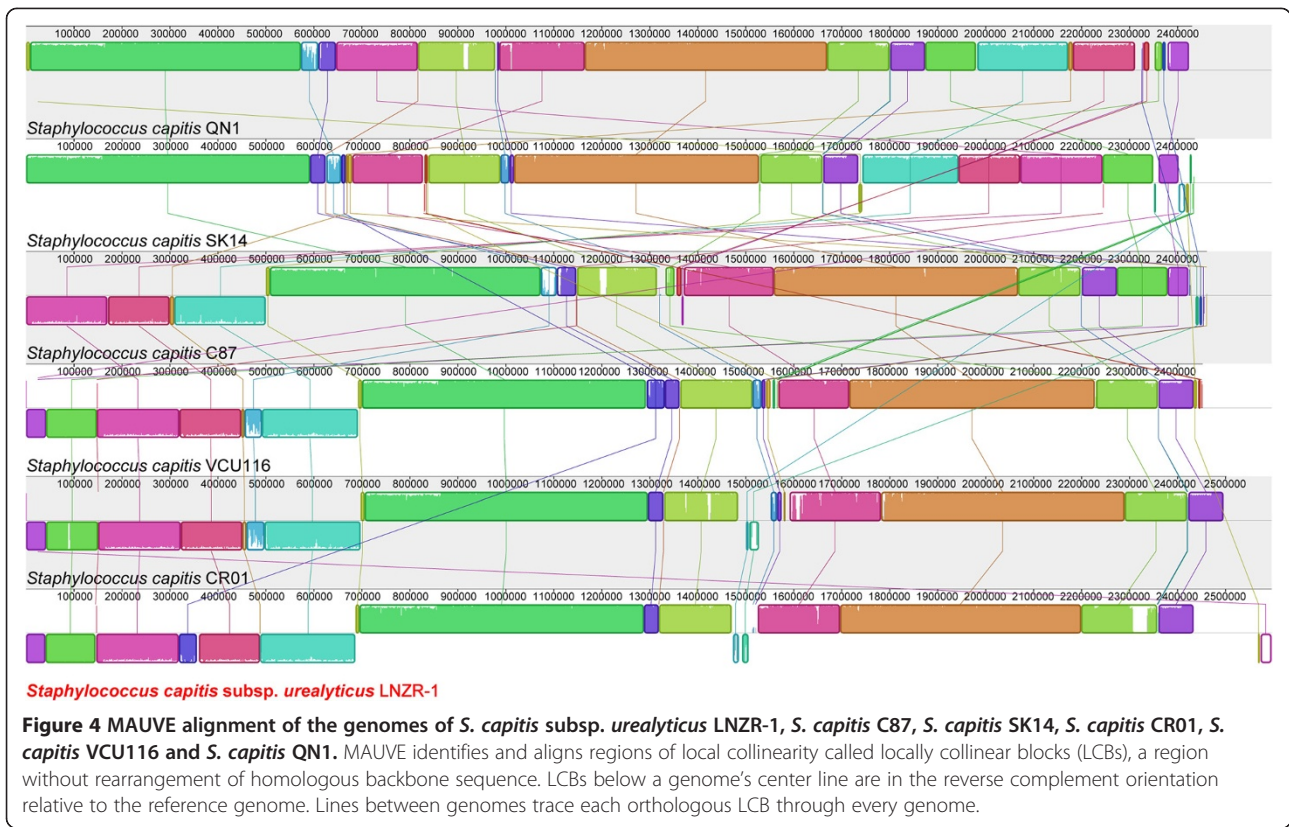 100000 200000 300000 400000 500000 600000 700000 800000 900000 1000000 1100000 1200000 1300000 1400000 1500000 1600000 1700000 1800000 1900000 2000000 2100000 2200000 2300000 2400000
Staphylococcus capitis QN1
100000 200000 300000 400000 500000 600000 700000 800000 900000 1000000 1100000 1200000 1300000 1400000 1500000 1600000 1700000 1800000 1900000 2000000 2100000 2200000 2300000 2400000
Staphylococcus capitis SK14
100000 200000 300000 400000 500000 600000 700000 800000 900000 1000000 1100000 1200000 1300000 1400000 1500000 1600000 1700000 1800000 1900000 2000000 2100000 2200000 2300000 2400000
Staphylococcus capitis C87
100000 200000 300000 400000 500000 600000 700000 800000 900000 1000000 1100000 1200000 1300000 1400000 1500000 1600000 1700000 1800000 1900000 2000000 2100000 2200000 2300000 2400000
Staphylococcus capitis VCU116
100000 200000 300000 400000 500000 600000 700000 800000 900000 1000000 1100000 1200000 1300000 1400000 1500000 1600000 1700000 1800000 1900000 2000000 2100000 2200000 2300000 2400000 2500000
Staphylococcus capitis CR01
100000 200000 300000 400000 500000 600000 700000 800000 900000 1000000 1100000 1200000 1300000 1400000 1500000 1600000 1700000 1800000 1900000 2000000 2100000 2200000 2300000 2400000 2500000
Staphylococcus capitis subsp. urealyticus LNZR-1
Figure 4 MAUVE alignment of the genomes of S. capitis subsp. urealyticus LNZR-1, S. capitis C87, S. capitis SK14, S. capitis CR01, S.
capitis VCU116 and S. capitis QN1. MAUVE identifies and aligns regions of local collinearity called locally collinear blocks (LCBs), a region
without rearrangement of homologous backbone sequence. LCBs below a genome's center line are in the reverse complement orientation
relative to the reference genome. Lines between genomes trace each orthologous LCB through every genome.